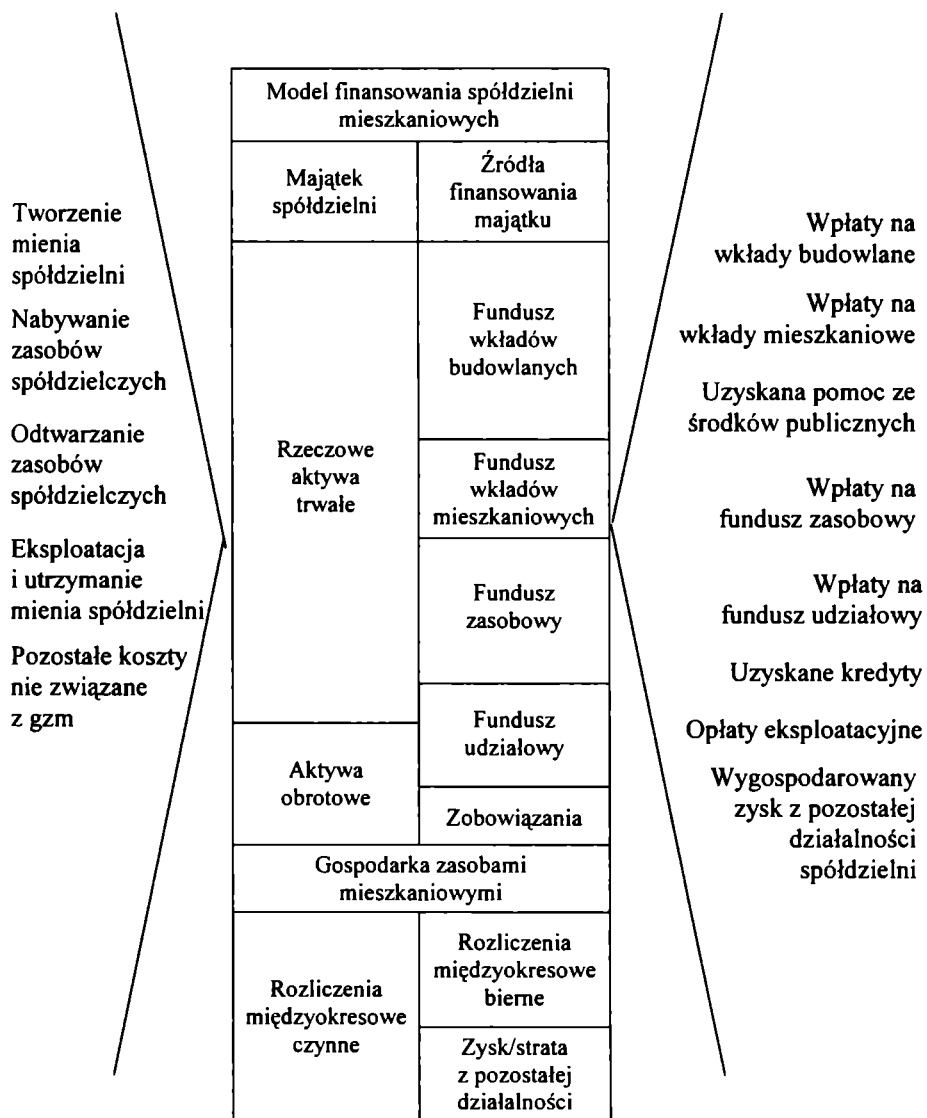 Model finansowania spółdzielni
mieszkaniowych
Majątek
spółdzielni
Źródła
finansowania
majątku
Tworzenie
mienia
spółdzielni
Nabywanie
zasobów
spółdzielczych
Odtwarzanie
zasobów
spółdzielczych
Eksploatacja
i utrzymanie
mienia spółdzielni
Pozostałe koszty
nie związane
z gzm
Rzeczowe
aktywa
trwałe
Aktywa
obrotowe
Fundusz
wkładów
budowlanych
Fundusz
wkładów
mieszkaniowych
Fundusz
zasobowy
Fundusz
udziałowy
Zobowiązania
Gospodarka zasobami
mieszkaniowymi
Rozliczenia
międzyokresowe
czynne
Rozliczenia
międzyokresowe
bierne
Zysk/strata
z pozostałej
działalności
Wpłaty na
wkłady budowlane
Wpłaty na
wkłady mieszkaniowe
Uzyskana pomoc ze
środków publicznych
Wpłaty na
fundusz zasobowy
Wpłaty na
fundusz udziałowy
Uzyskane kredyty
Opłaty eksploatacyjne
Wygospodarowany
zysk z pozostałej
działalności
spółdzielni